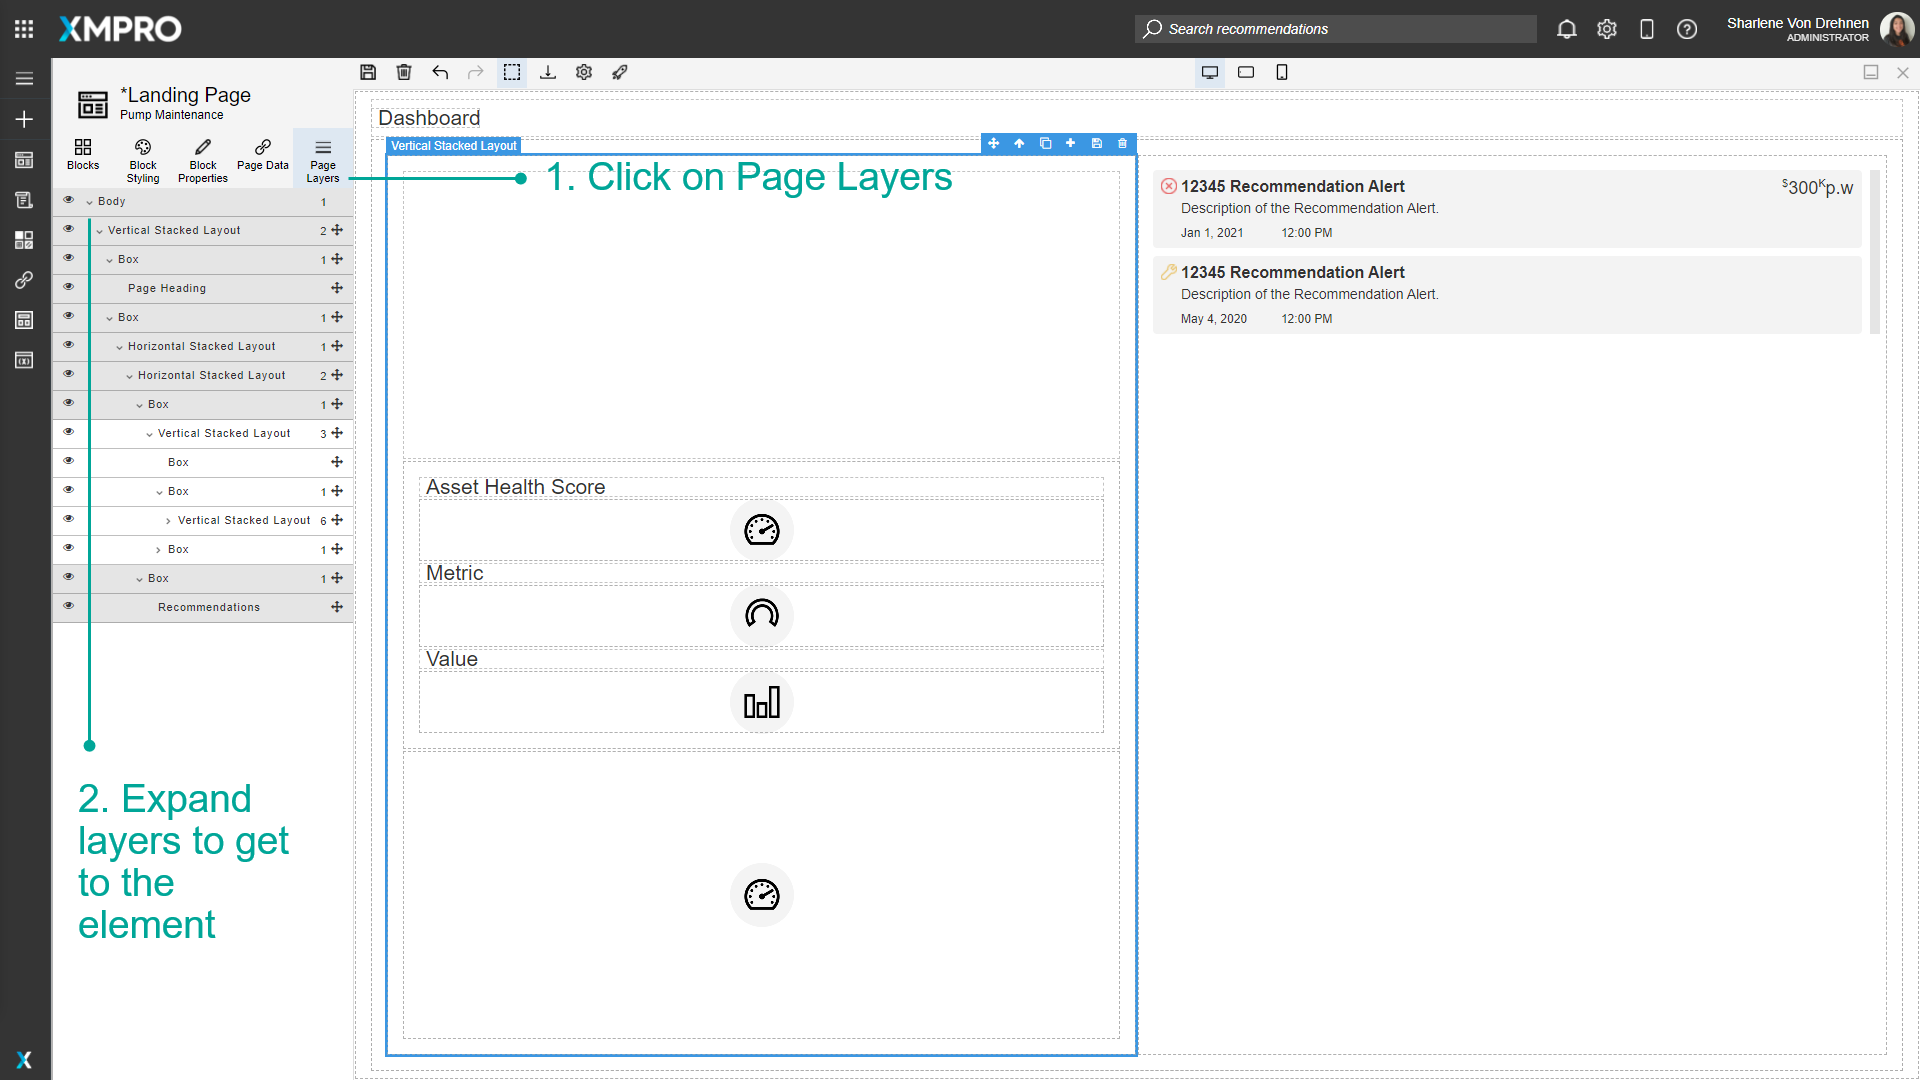 XMPRO
Search recommendations
Sharlene Von Drehnen
ADMINISTRATOR
*Landing Page
Pump Maintenance
Blocks
Block Styling
Block Properties
Page Data
Page Layers
Body 1
Vertical Stacked Layout 2
Box 1
Page Heading
Box 1
Horizontal Stacked Layout 1
Horizontal Stacked Layout 2
Box 1
Vertical Stacked Layout 3
Box
Box 1
Vertical Stacked Layout 6
Box 1
Box 1
Recommendations
2. Expand
layers to get
to the
element
Dashboard
Vertical Stacked Layout
1. Click on Page Layers
Asset Health Score
Metric
Value
12345 Recommendation Alert
$300Kp.w
Description of the Recommendation Alert.
Jan 1, 2021 12:00 PM
12345 Recommendation Alert
Description of the Recommendation Alert.
May 4, 2020 12:00 PM